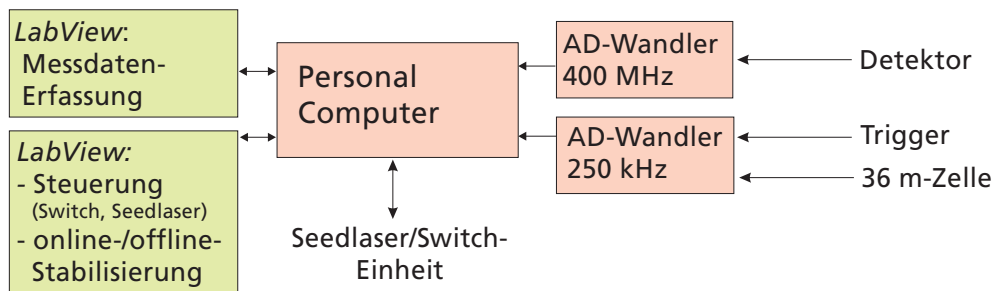 LabView:
Messdaten-
Erfassung
LabView:
- Steuerung
(Switch, Seedlaser)
- online-/offline-
Stabilisierung
Personal
Computer
Seedlaser/Switch-
Einheit
AD-Wandler
400 MHz
AD-Wandler
250 kHz
Detektor
Trigger
36 m-Zelle